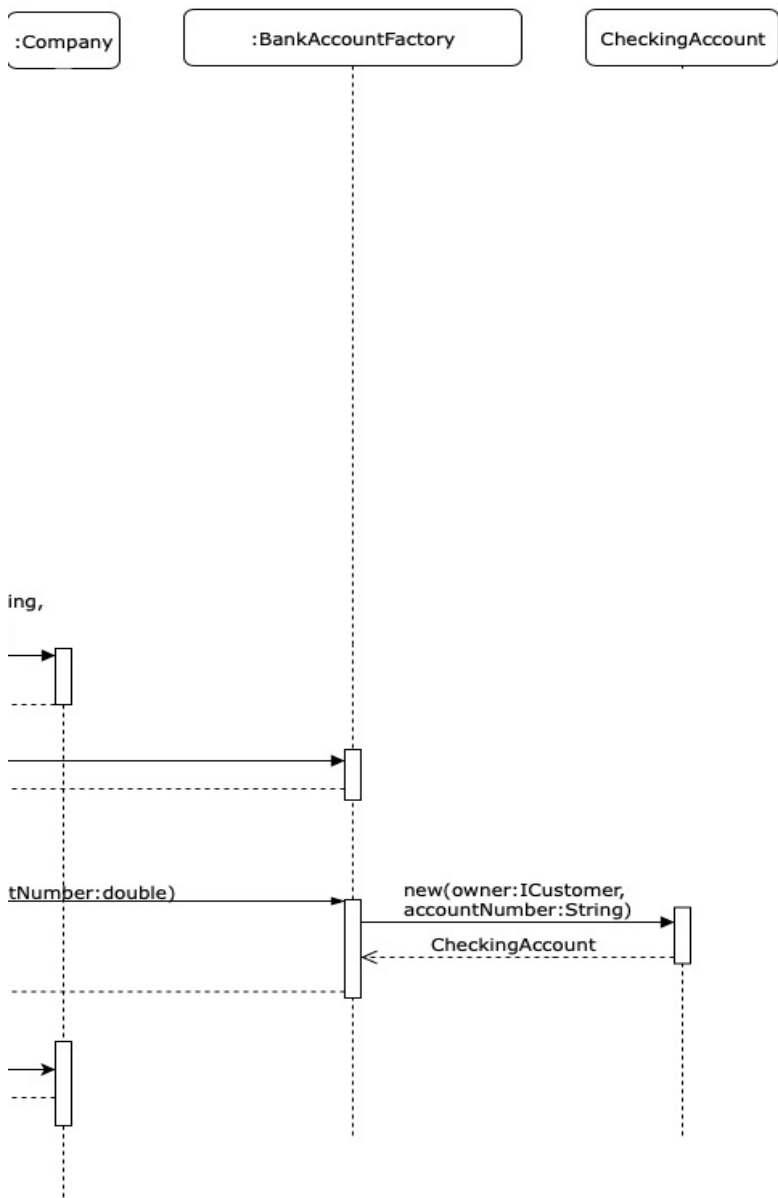 :Company
:BankAccountFactory
CheckingAccount
ing,
tNumber:double)
new(owner:ICustomer,
accountNumber:String)
CheckingAccount